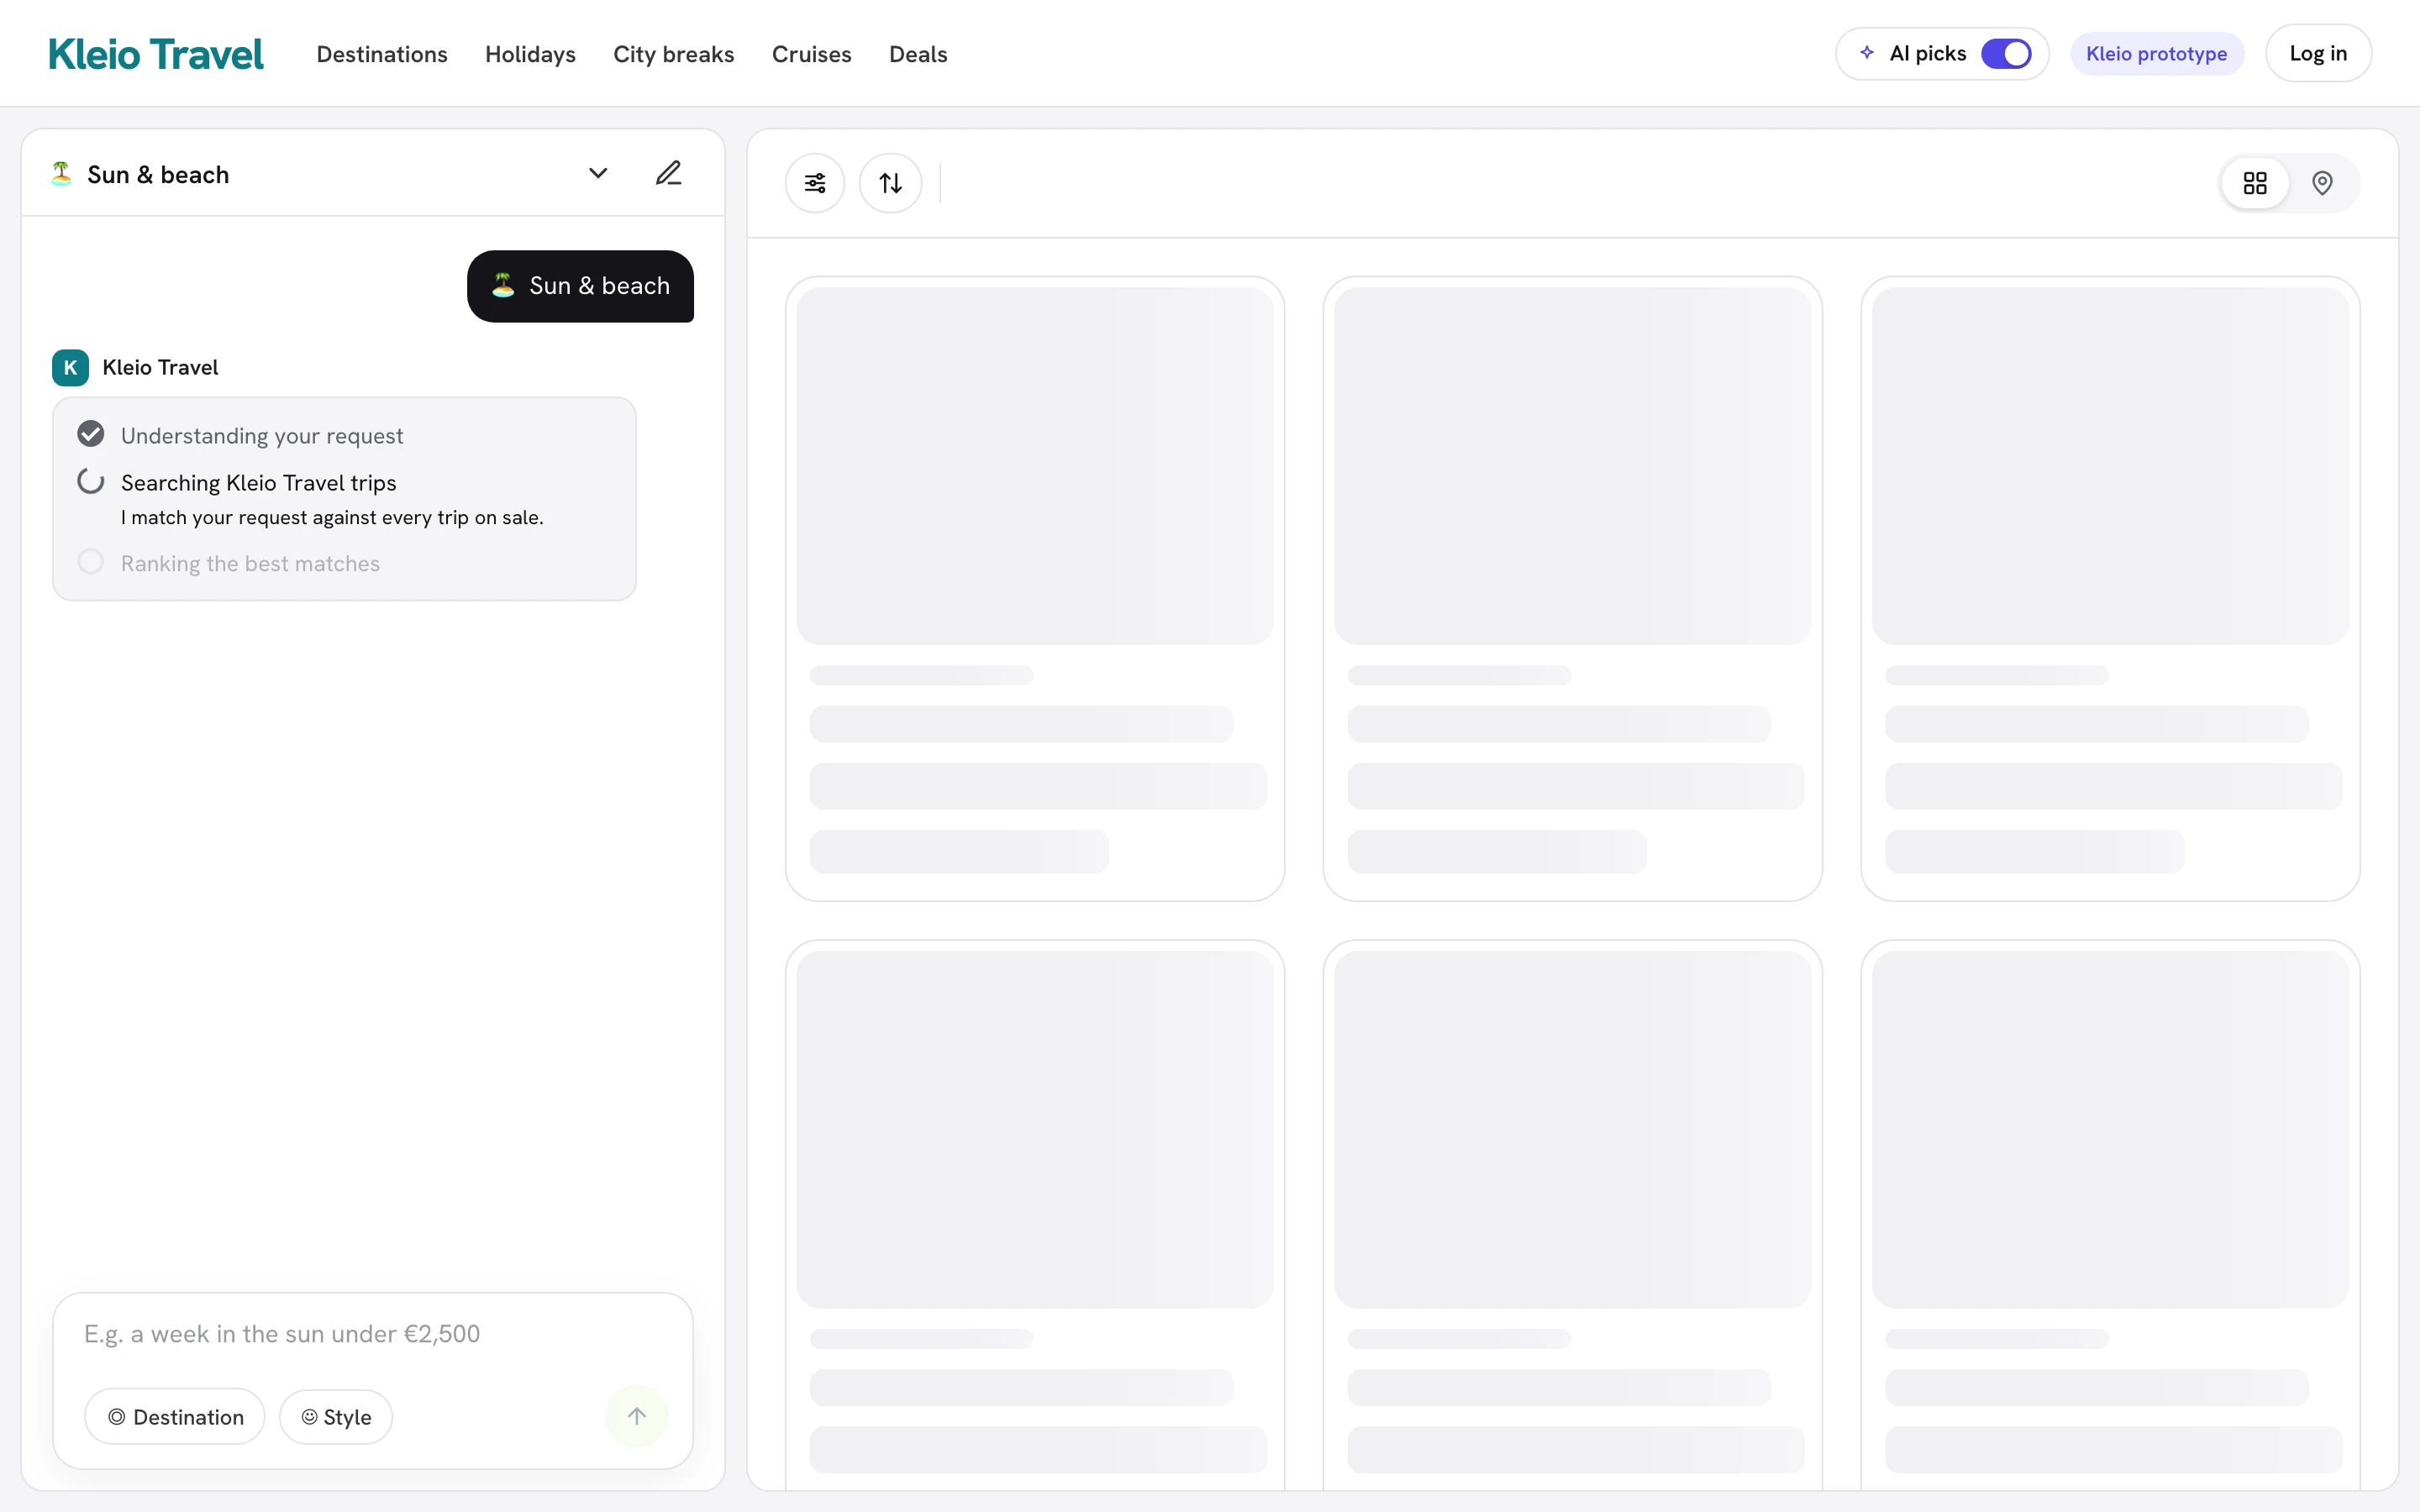 Kleio Travel
Destinations
Holidays
City breaks
Cruises
Deals
AI picks
Kleio prototype
Log in
Sun & beach
Sun & beach
K
Kleio Travel
Understanding your request
Searching Kleio Travel trips
I match your request against every trip on sale.
Ranking the best matches
E.g. a week in the sun under €2,500
Destination
Style